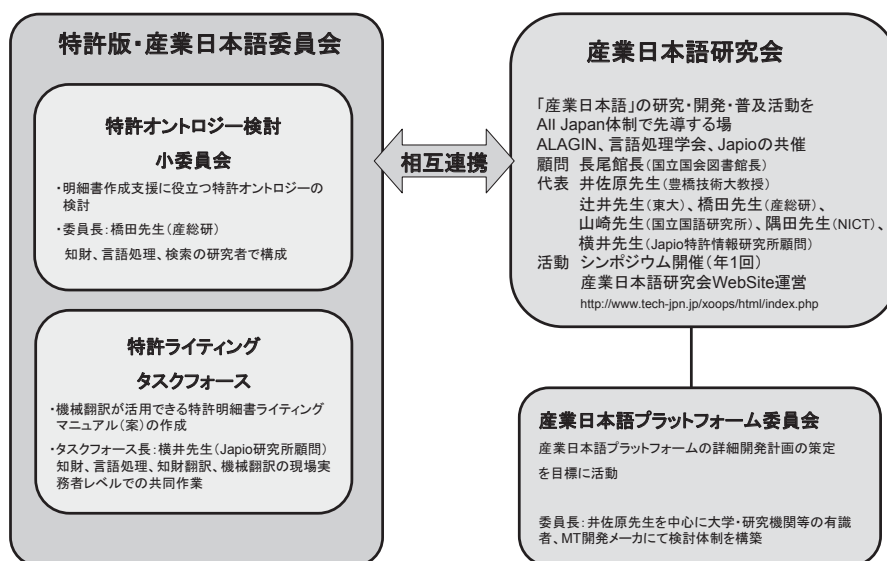 特許版・産業日本語委員会
特許オントロジー検討
小委員会
・明細書作成支援に役立つ特許オントロジーの
検討
・委員長：橋田先生（産総研）
知財、言語処理、検索の研究者で構成
特許ライティング
タスクフォース
・機械翻訳が活用できる特許明細書ライティング
マニュアル（案）の作成
・タスクフォース長：横井先生（Japio研究所顧問）
知財、言語処理、知財翻訳、機械翻訳の現場実
務者レベルでの共同作業
相互連携
産業日本語研究会
「産業日本語」の研究・開発・普及活動を
All Japan体制で先導する場
ALAGIN、言語処理学会、Japioの共催
顧問 長尾館長（国立国会図書館長）
代表 井佐原先生（豊橋技術大教授）
辻井先生（東大）、橋田先生（産総研）、
山崎先生（国立国語研究所）、隅田先生（NICT）、
横井先生（Japio特許情報研究所顧問）
活動 シンポジウム開催（年1回）
産業日本語研究会WebSite運営
http://www.tech-jpn.jp/xoops/html/index.php
産業日本語プラットフォーム委員会
産業日本語プラットフォームの詳細開発計画の策定
を目標に活動
委員長：井佐原先生を中心に大学・研究機関等の有識
者、MT開発メーカにて検討体制を構築